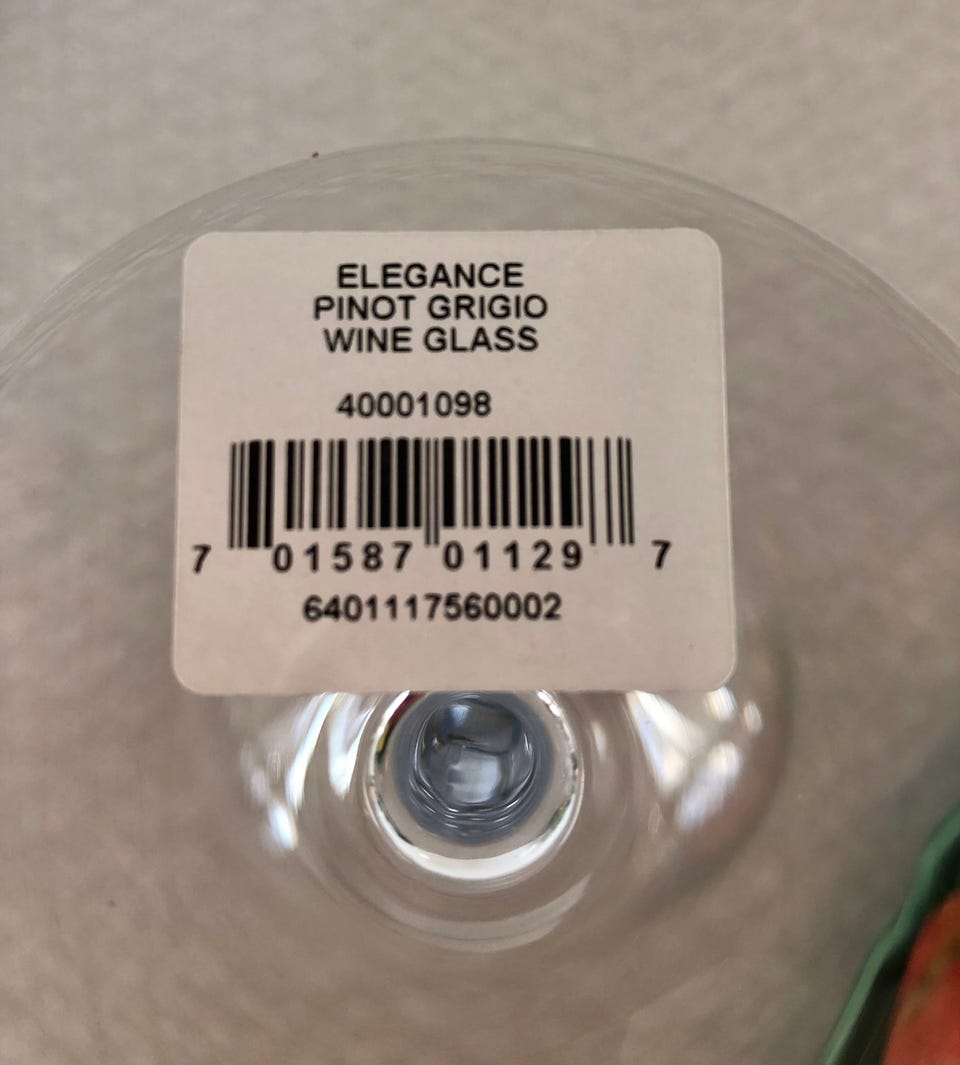 ELEGANCE
PINOT GRIGIO
WINE GLASS
40001098
7 01587 01129 7
6401117560002